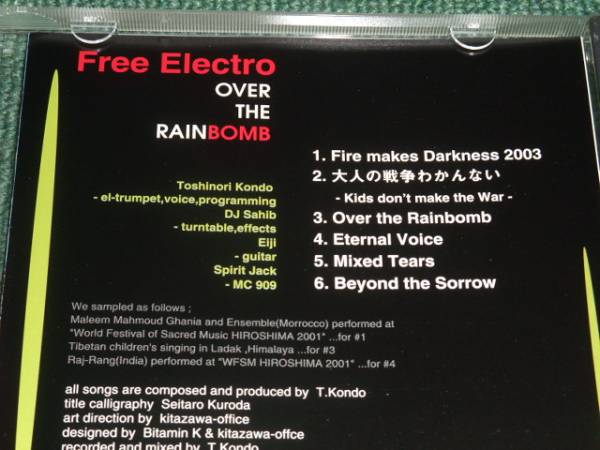 Free Electro
OVER
THE
RAINBOMB
Toshinori Kondo
- el-trumpet,voice,programming
DJ Sahib
- turntable,effects
Eiji
- guitar
Spirit Jack
- MC 909
1. Fire makes Darkness 2003
2. 大人の戦争わかんない
- Kids don't make the War -
3. Over the Rainbomb
4. Eternal Voice
5. Mixed Tears
6. Beyond the Sorrow
We sampled as follows ;
Maleem Mahmoud Ghania and Ensemble(Morrocco) performed at
"World Festival of Sacred Music HIROSHIMA 2001" ...for #1
Tibetan children's singing in Ladak ,Himalaya ...for #3
Raj-Rang(India) performed at "WFSM HIROSHIMA 2001" ...for #4
all songs are composed and produced by T.Kondo
title calligraphy Seitaro Kuroda
art direction by kitazawa-office
designed by Bitamin K & kitazawa-offce
recorded and mixed by T.Kondo